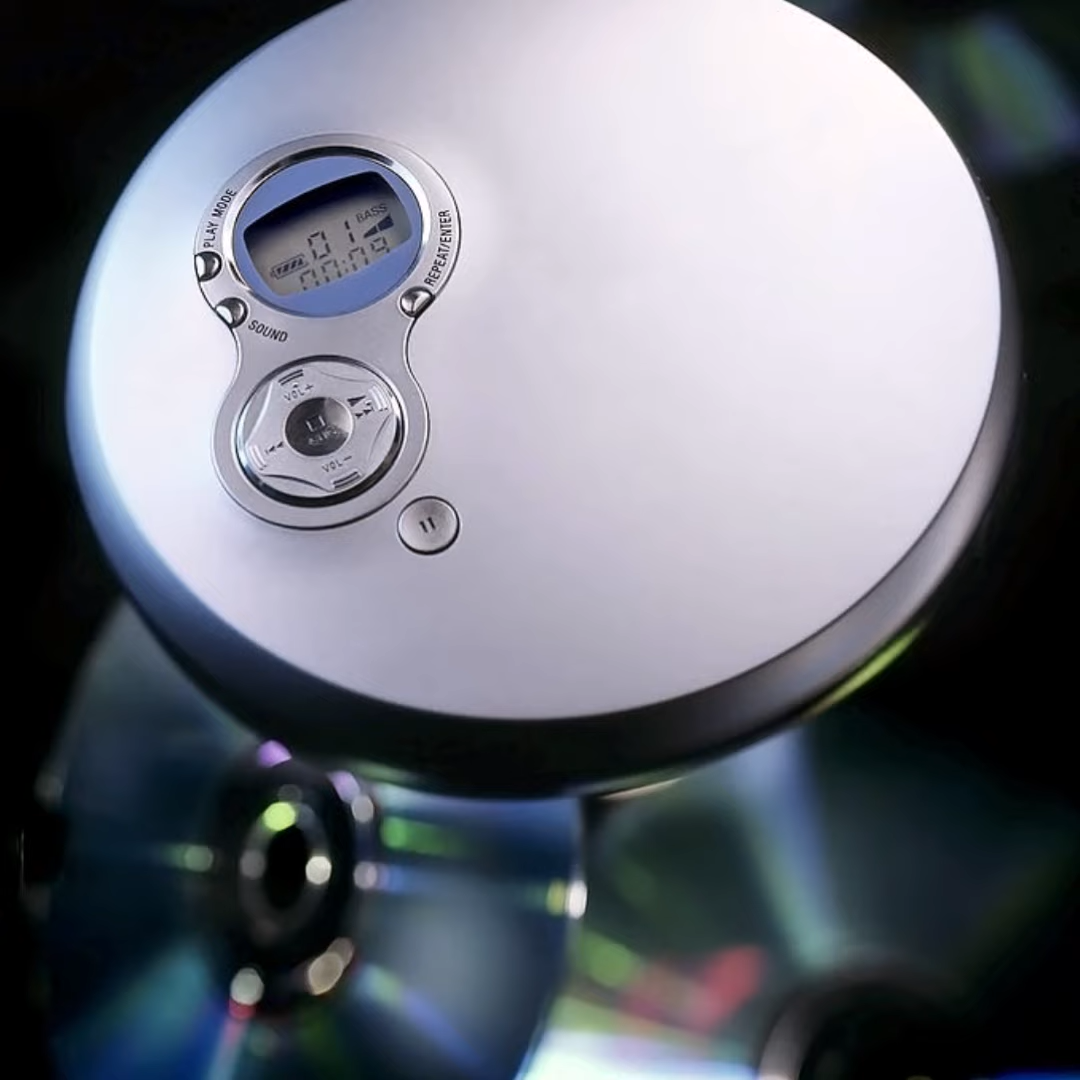 PLAY MODE
BASS
01
00:09
REPEAT/ENTER
SOUND
VOL+
VOL−